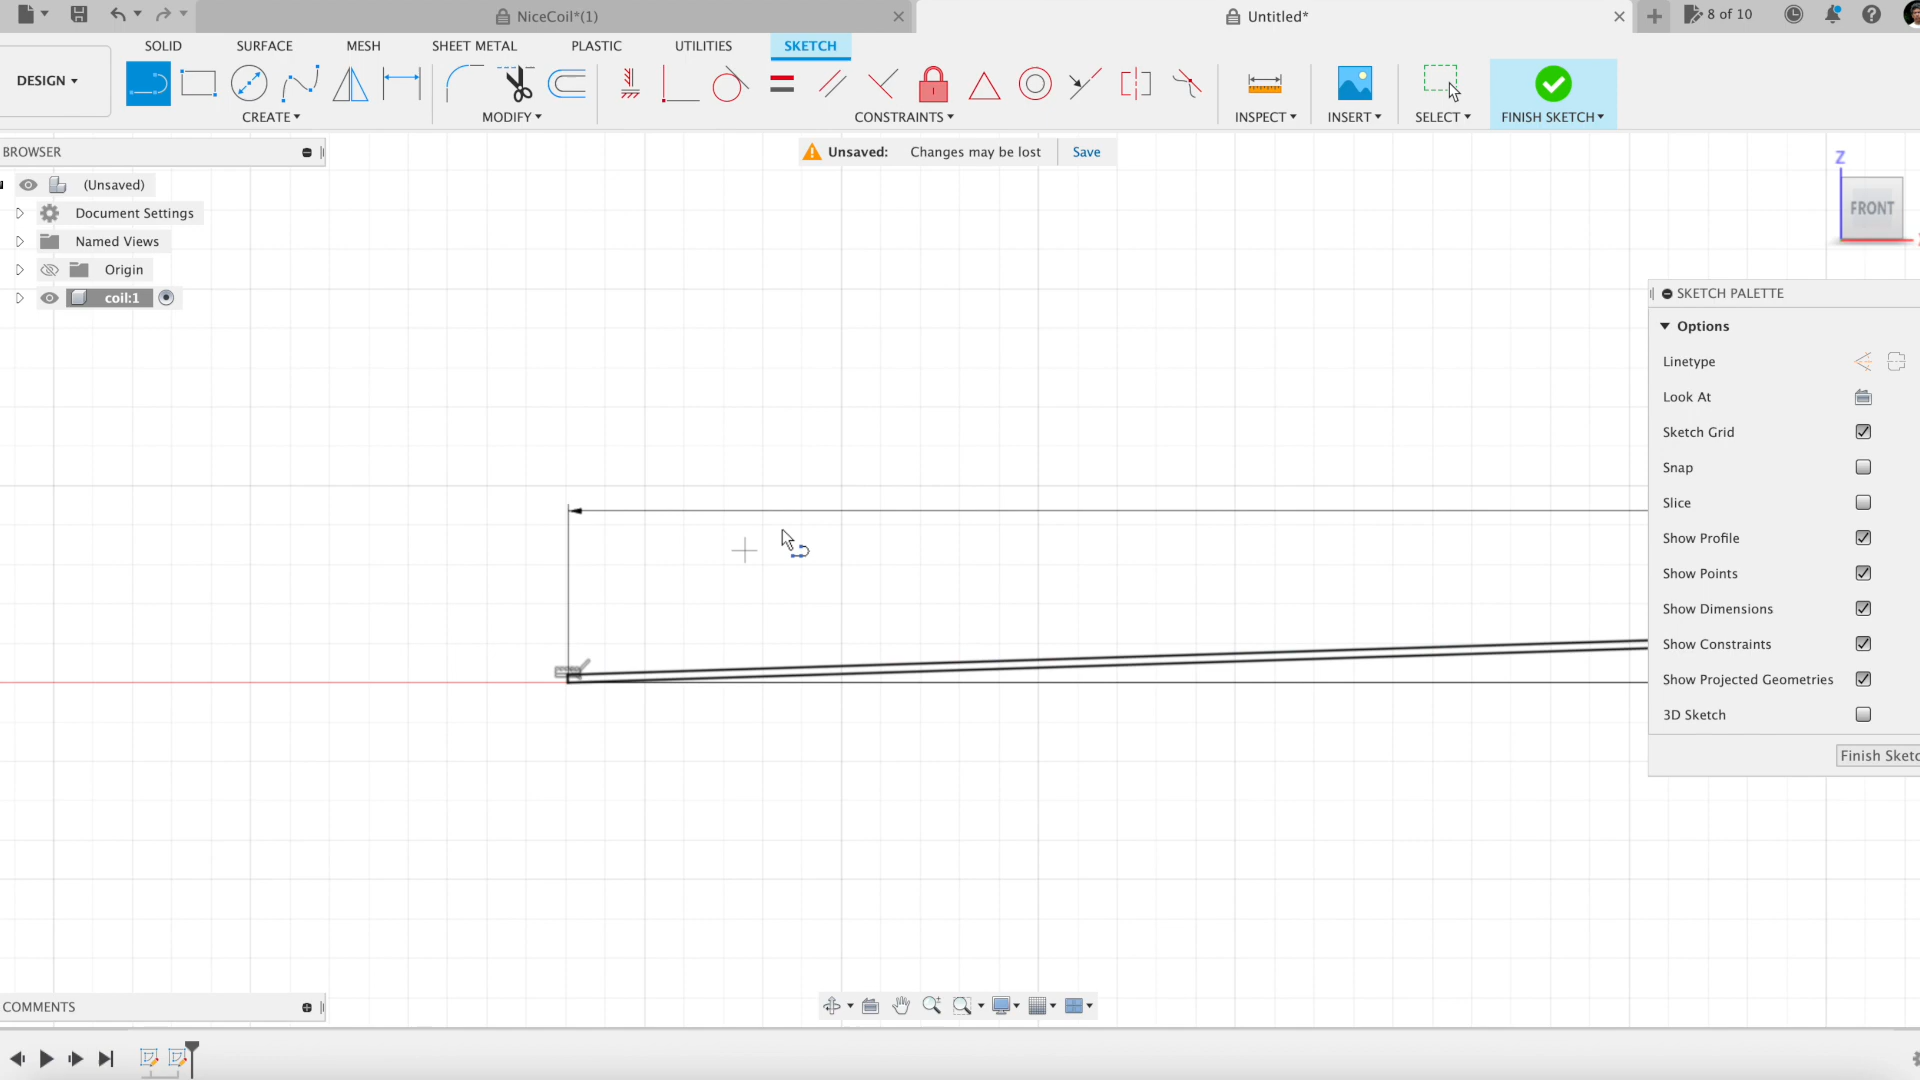 NiceCoil*(1)
Untitled*
8 of 10
DESIGN
SOLID
SURFACE
MESH
SHEET METAL
PLASTIC
UTILITIES
SKETCH
CREATE
MODIFY
CONSTRAINTS
INSPECT
INSERT
SELECT
FINISH SKETCH
BROWSER
Unsaved: Changes may be lost Save
(Unsaved)
Document Settings
Named Views
Origin
coil:1
Z
FRONT
SKETCH PALETTE
Options
Linetype
Look At
Sketch Grid
Snap
Slice
Show Profile
Show Points
Show Dimensions
Show Constraints
Show Projected Geometries
3D Sketch
Finish Sketc
COMMENTS